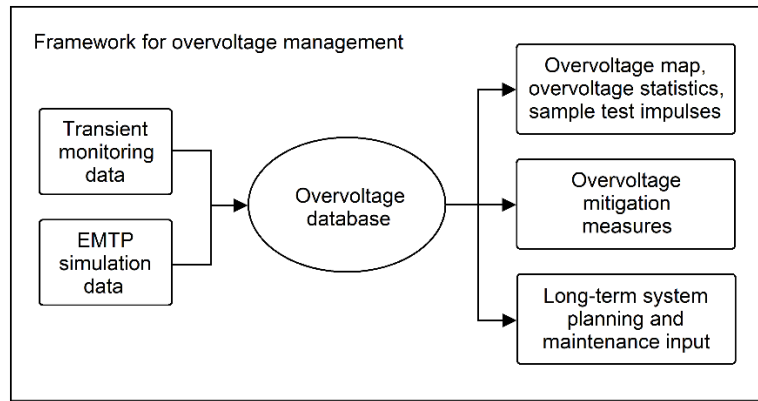 Framework for overvoltage management
Transient
monitoring
data
EMTP
simulation
data
Overvoltage
database
Overvoltage map,
overvoltage statistics,
sample test impulses
Overvoltage
mitigation
measures
Long-term system
planning and
maintenance input